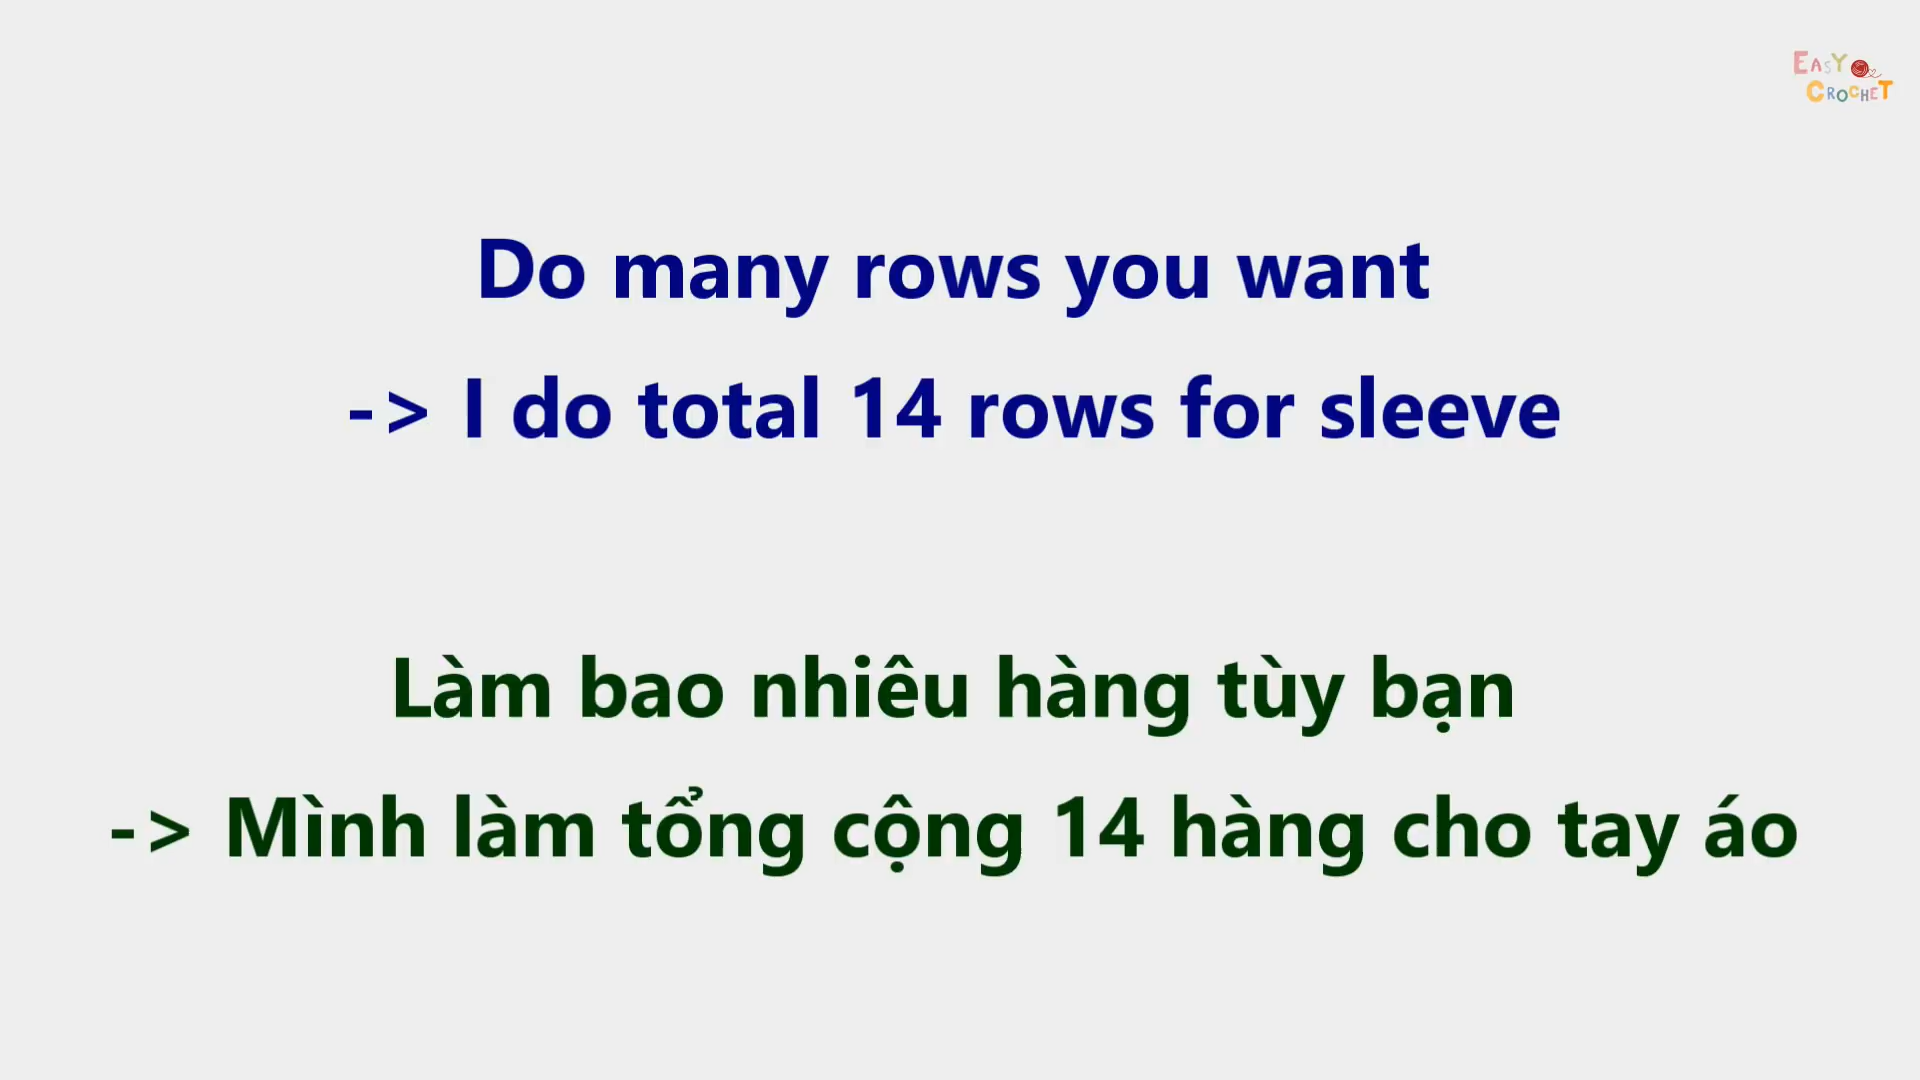 EASY
CROCHET
Do many rows you want
-> I do total 14 rows for sleeve
Làm bao nhiêu hàng tùy bạn
-> Mình làm tổng cộng 14 hàng cho tay áo